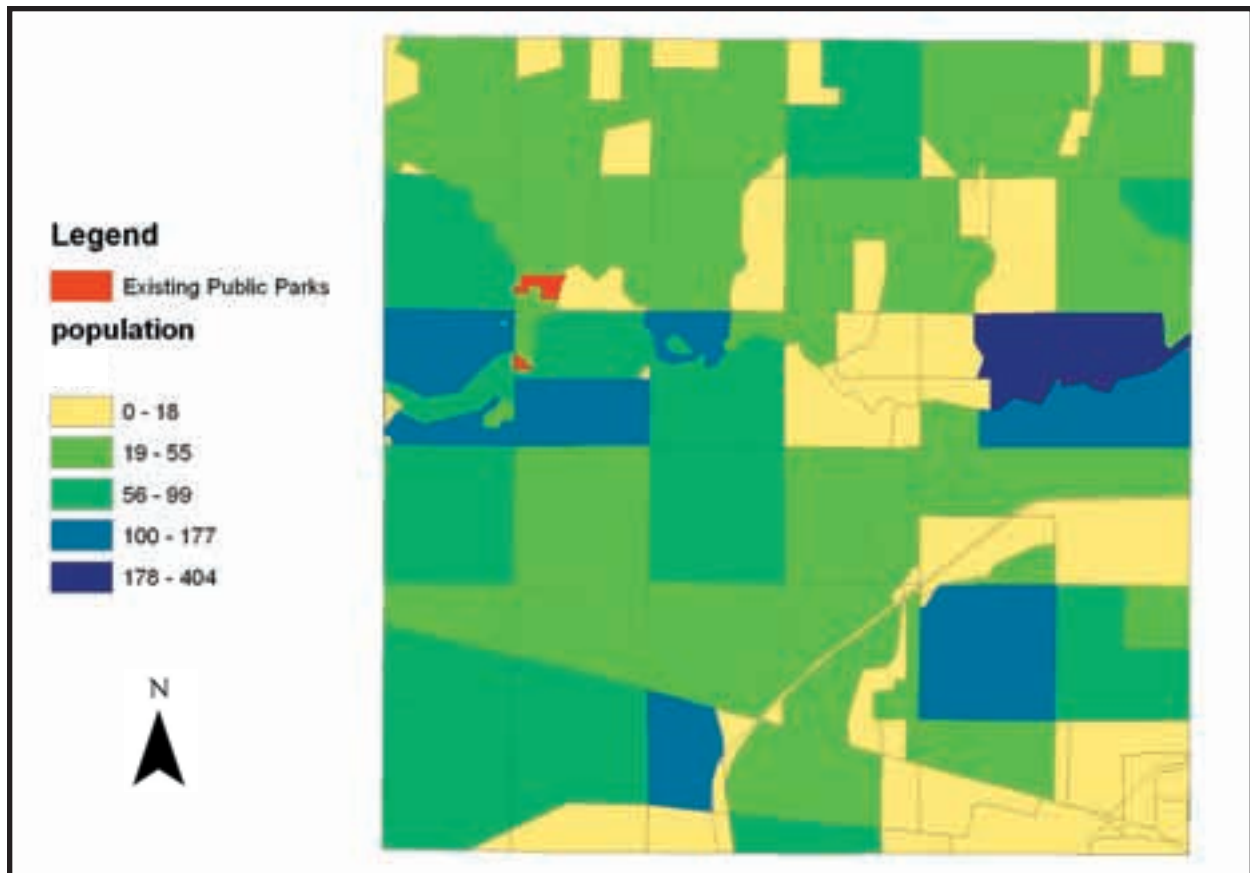 Legend
Existing Public Parks
population
0 - 18
19 - 55
56 - 99
100 - 177
178 - 404
N